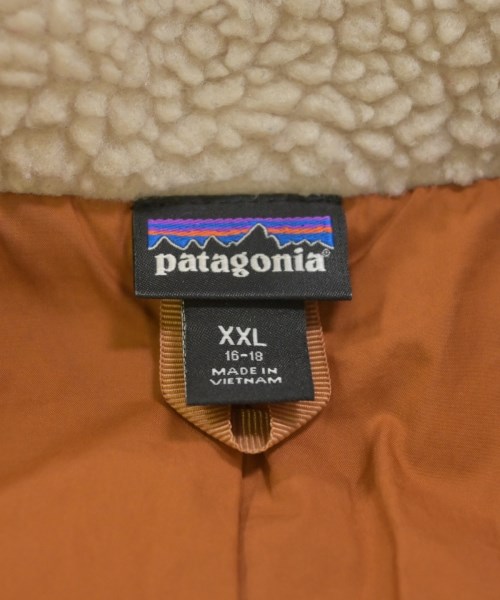 patagonia®
XXL
16-18
MADE IN
VIETNAM